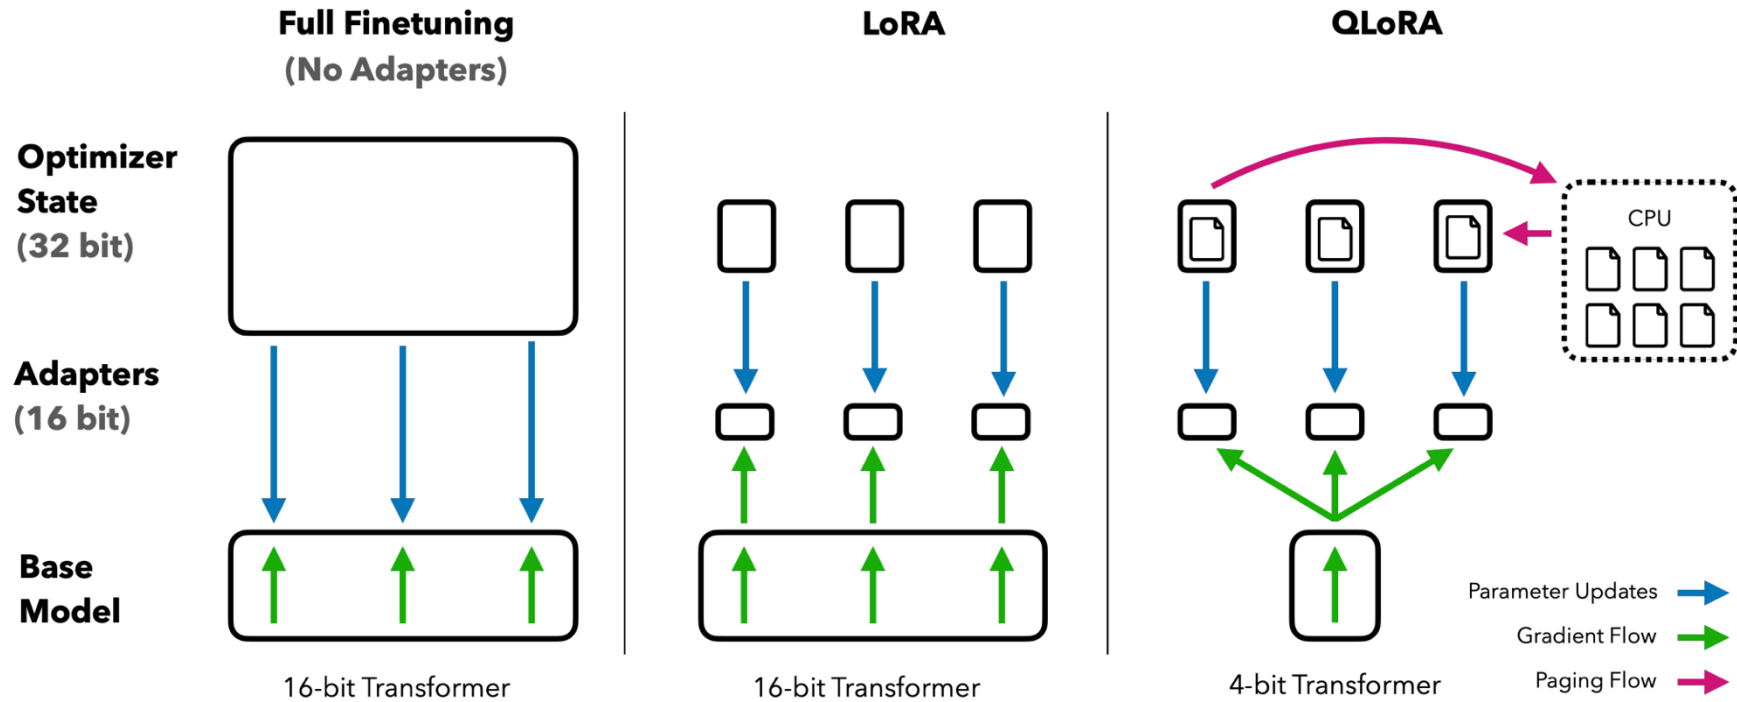 Full Finetuning
(No Adapters)
LoRA
QLoRA
Optimizer
State
(32 bit)
CPU
Adapters
(16 bit)
Base
Model
Parameter Updates
Gradient Flow
Paging Flow
16-bit Transformer
16-bit Transformer
4-bit Transformer